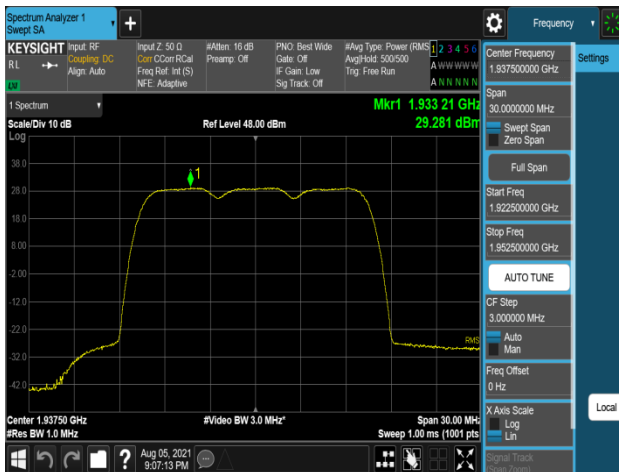 Spectrum Analyzer 1
Swept SA
+
Frequency
KEYSIGHT
RL
LXI
Input: RF
Coupling: DC
Align: Auto
Input Z: 50 Ω
Corr CCorr RCal
Freq Ref: Int (S)
NFE: Adaptive
#Atten: 16 dB
Preamp: Off
PNO: Best Wide
Gate: Off
IF Gain: Low
Sig Track: Off
#Avg Type: Power (RMS
Avg|Hold: 500/500
Trig: Free Run
1 2 3 4 5 6
A W W W W W
A N N N N N
1 Spectrum
Scale/Div 10 dB
Ref Level 48.00 dBm
Mkr1 1.933 21 GHz
29.281 dBm
Log
38.0
28.0
18.0
8.00
-2.00
-12.0
-22.0
-32.0
-42.0
1
RMS
Center 1.93750 GHz
#Res BW 1.0 MHz
#Video BW 3.0 MHz*
Span 30.00 MHz
Sweep 1.00 ms (1001 pts
?
Aug 05, 2021
9:07:13 PM
Center Frequency
1.937500000 GHz
Span
30.0000000 MHz
Swept Span
Zero Span
Full Span
Start Freq
1.922500000 GHz
Stop Freq
1.952500000 GHz
AUTO TUNE
CF Step
3.000000 MHz
Auto
Man
Freq Offset
0 Hz
X Axis Scale
Log
Lin
Signal Track
(Span Zoom)
Settings
Local